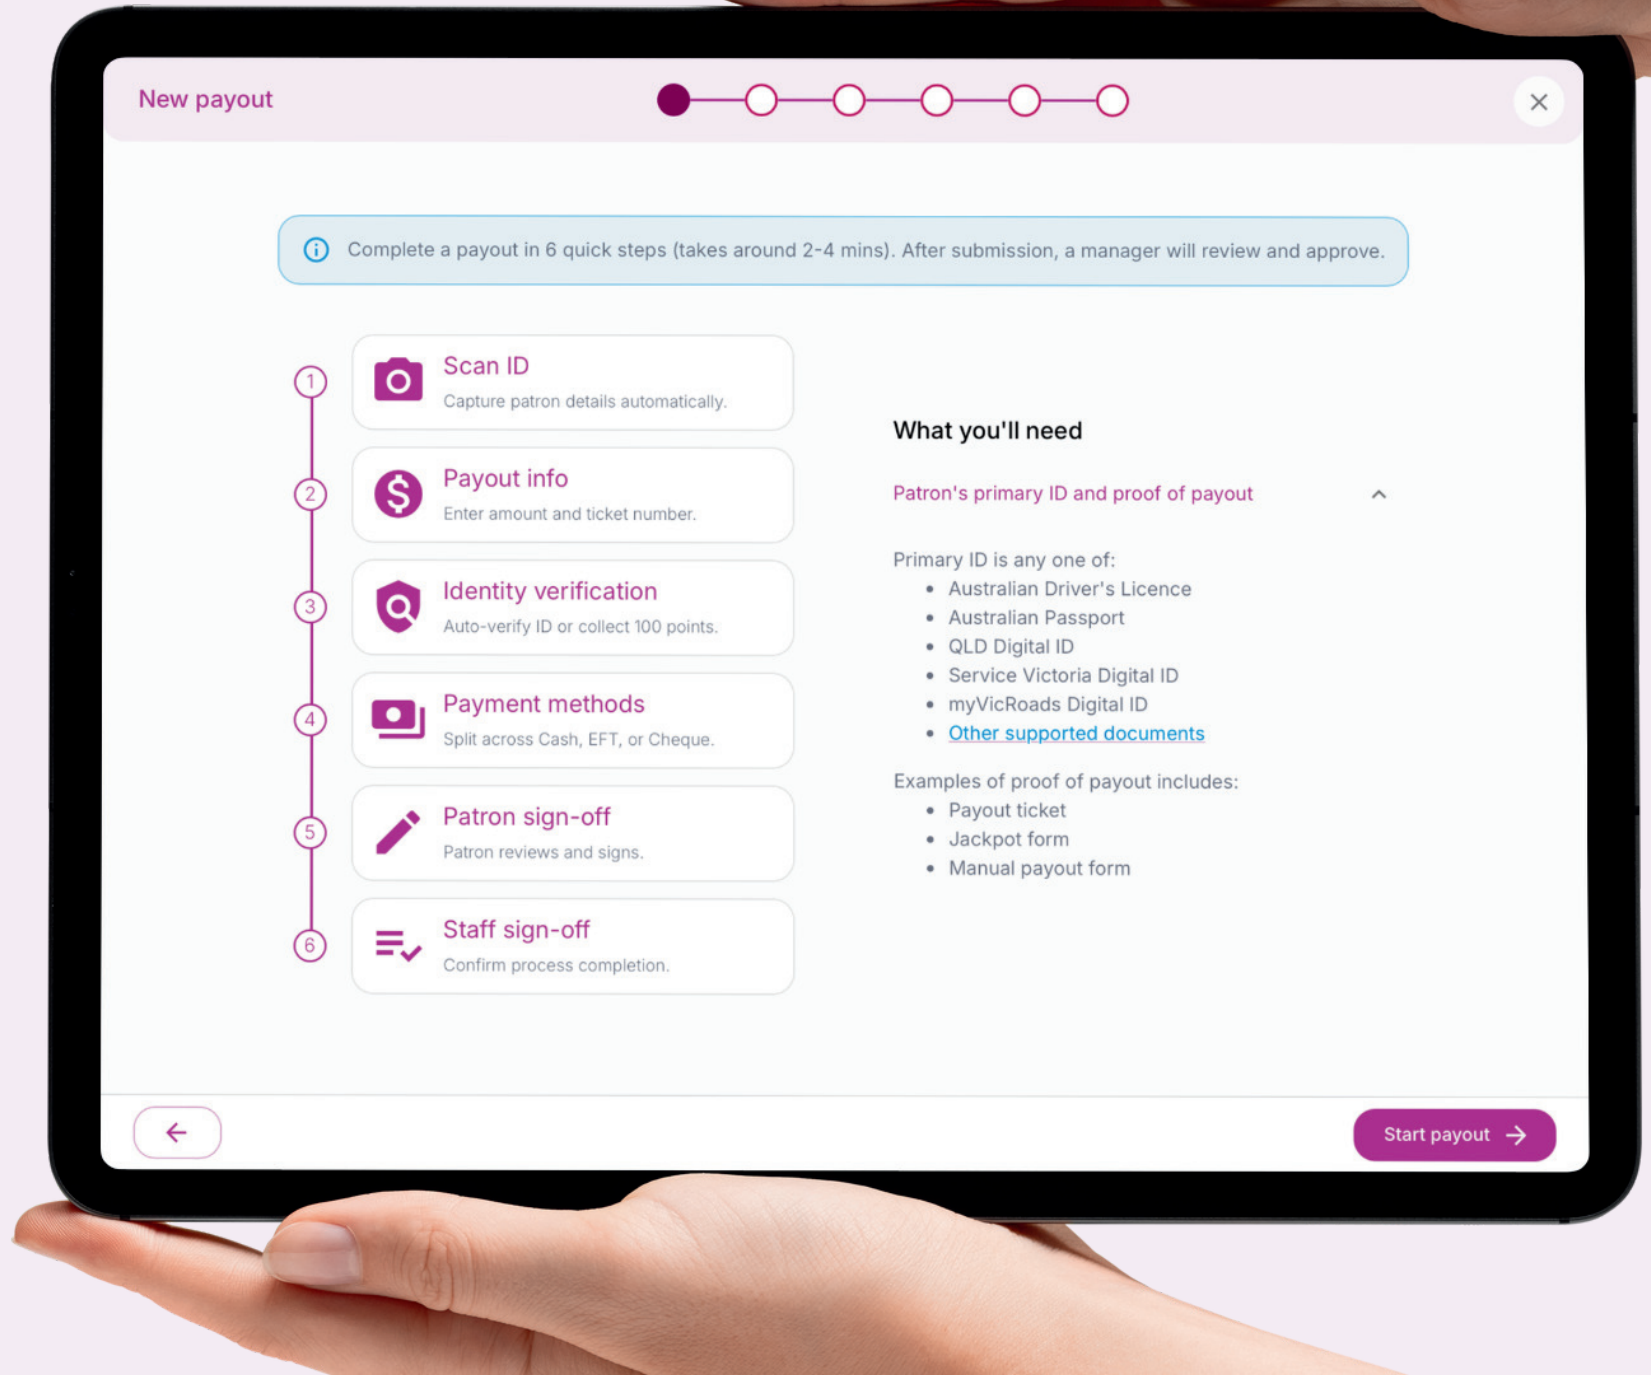 New payout
Complete a payout in 6 quick steps (takes around 2-4 mins). After submission, a manager will review and approve.
1
Scan ID
Capture patron details automatically.
2
Payout info
Enter amount and ticket number.
3
Identity verification
Auto-verify ID or collect 100 points.
4
Payment methods
Split across Cash, EFT, or Cheque.
5
Patron sign-off
Patron reviews and signs.
6
Staff sign-off
Confirm process completion.
What you'll need
Patron's primary ID and proof of payout
Primary ID is any one of:
• Australian Driver's Licence
• Australian Passport
• QLD Digital ID
• Service Victoria Digital ID
• myVicRoads Digital ID
• Other supported documents
Examples of proof of payout includes:
• Payout ticket
• Jackpot form
• Manual payout form
Start payout